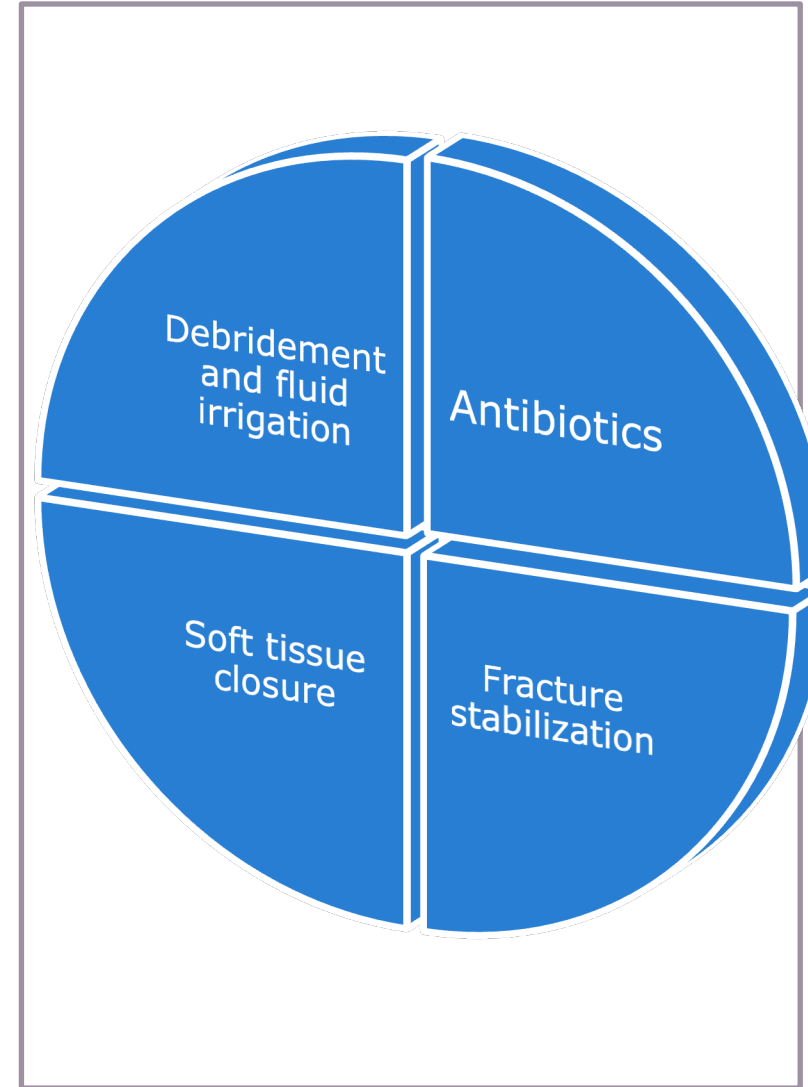 Debridement
and fluid
irrigation
Antibiotics
Soft tissue
closure
Fracture
stabilization